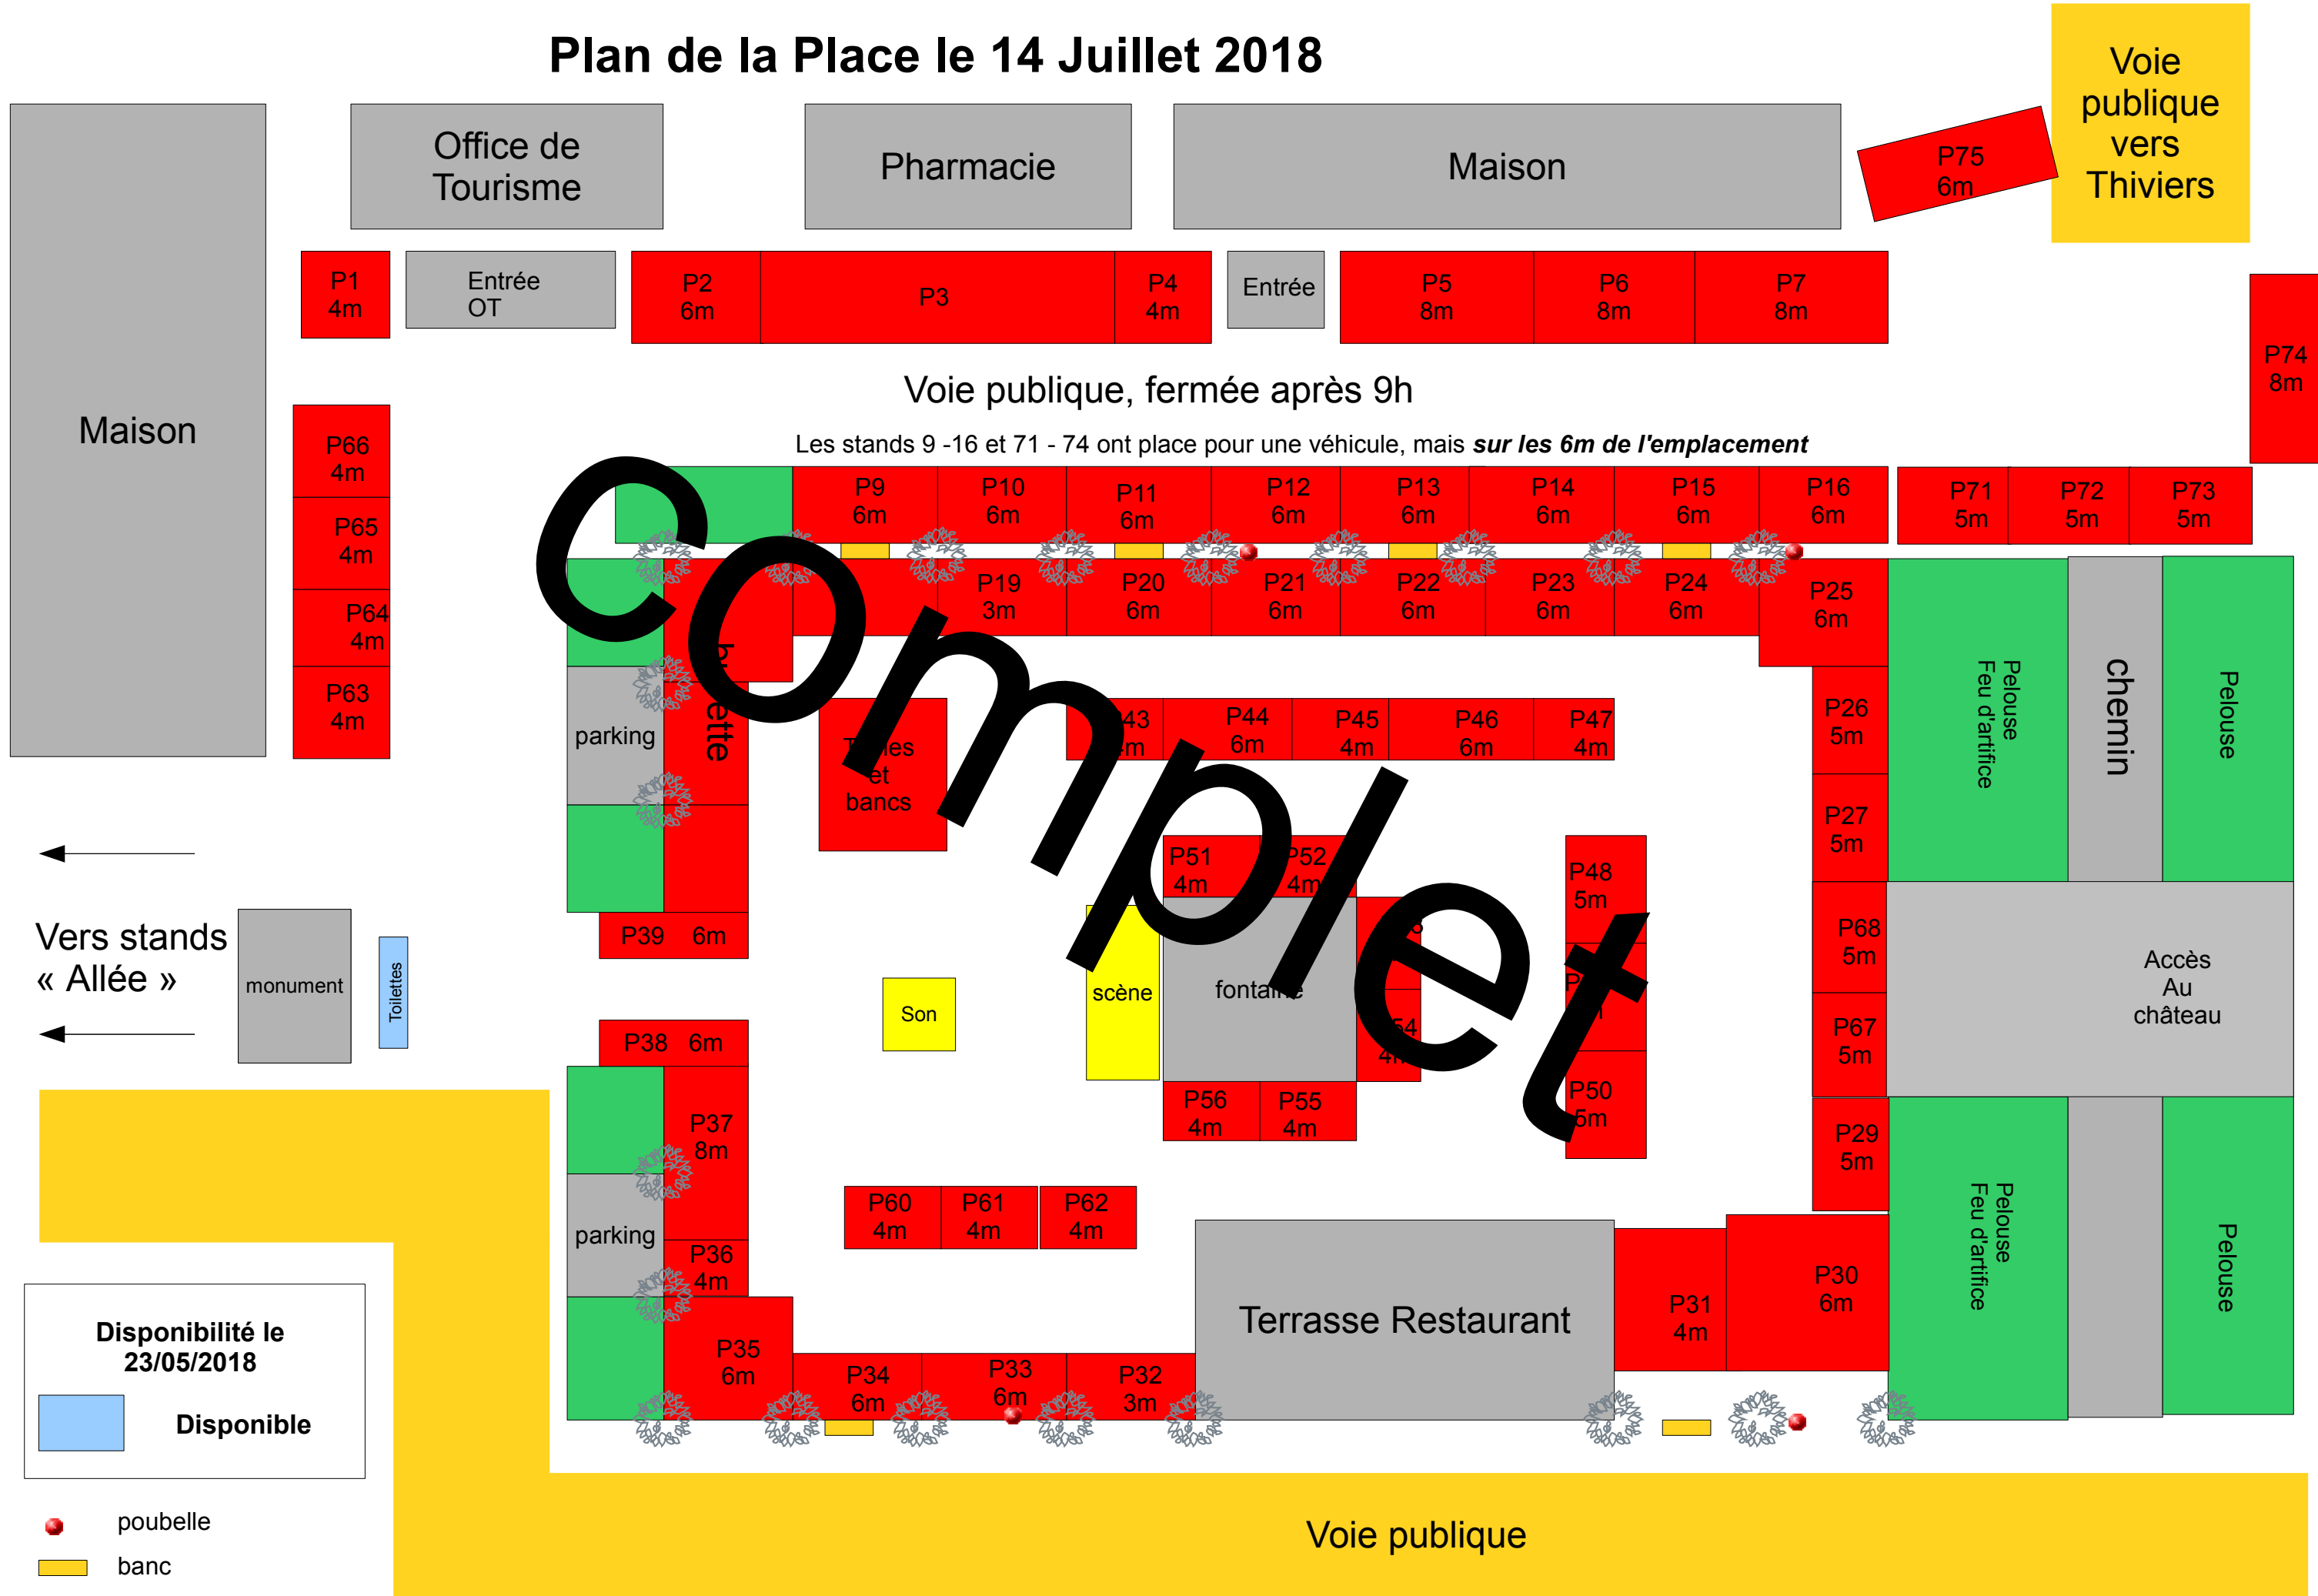 Plan de la Place le 14 Juillet 2018
Voie
publique
vers
Thiviers
Office de
Tourisme
Pharmacie
Maison
P75
6m
P1
4m
Entrée
OT
P2
6m
P3
P4
4m
Entrée
P5
8m
P6
8m
P7
8m
P74
8m
Maison
Voie publique, fermée après 9h
Les stands 9 -16 et 71 - 74 ont place pour une véhicule, mais sur les 6m de l'emplacement
P66
4m
P65
4m
P64
4m
P63
4m
P9
6m
P10
6m
P11
6m
P12
6m
P13
6m
P14
6m
P15
6m
P16
6m
P71
5m
P72
5m
P73
5m
P19
3m
P20
6m
P21
6m
P22
6m
P23
6m
P24
6m
P25
6m
complet
parking
et
bancs
P44
6m
P45
4m
P46
6m
P47
4m
P26
5m
P27
5m
Pelouse
Feu d'artifice
chemin
Pelouse
P51
4m
P52
4m
P48
5m
P68
5m
P67
5m
Accès
Au
château
Vers stands
« Allée »
monument
Toilettes
P39 6m
Son
scène
fontaine
P38 6m
P56
4m
P55
4m
P50
5m
P29
5m
P37
8m
parking
P36
4m
P60
4m
P61
4m
P62
4m
Terrasse Restaurant
P31
4m
P30
6m
Pelouse
Feu d'artifice
Pelouse
P35
6m
P34
6m
P33
6m
P32
3m
Disponibilité le
23/05/2018
Disponible
poubelle
banc
Voie publique